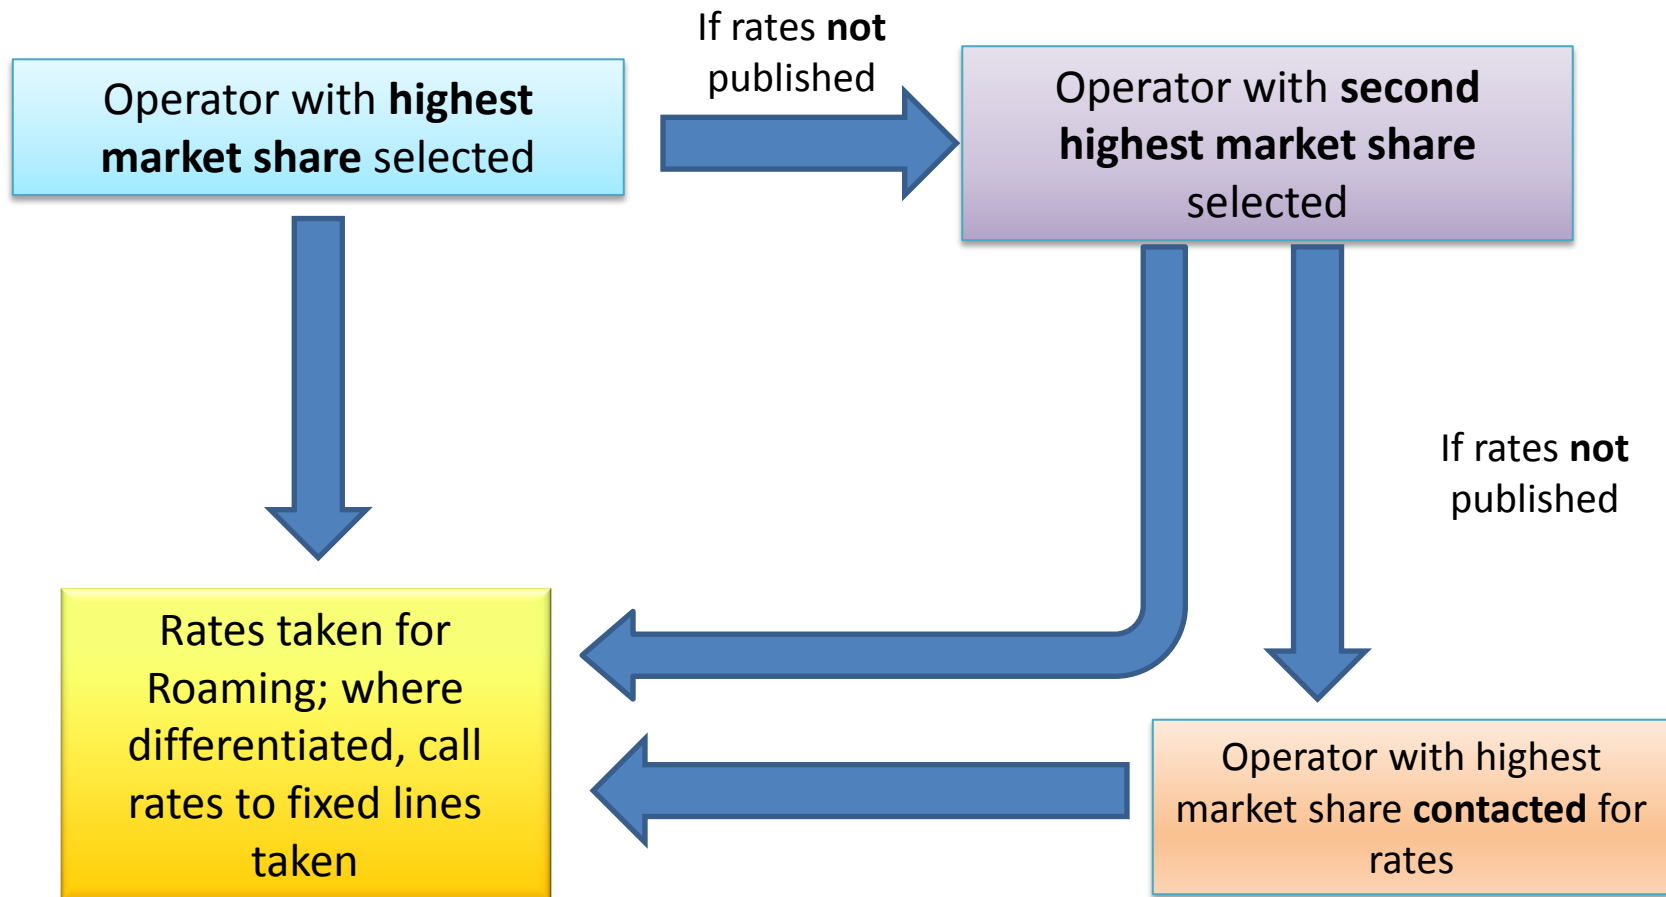 If rates not
published
Operator with highest
market share selected
Operator with second
highest market share
selected
If rates not
published
Rates taken for
Roaming; where
differentiated, call
rates to fixed lines
taken
Operator with highest
market share contacted for
rates